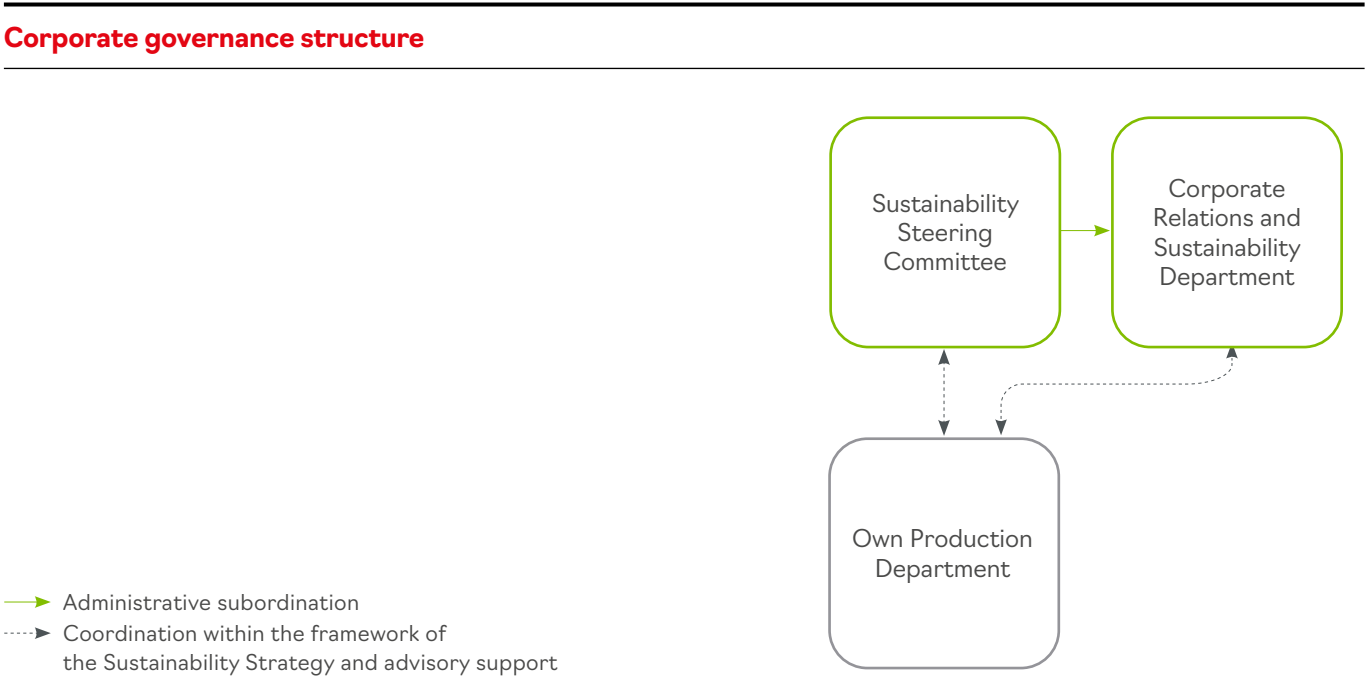 Corporate governance structure
Sustainability
Steering
Committee
Corporate
Relations and
Sustainability
Department
Own Production
Department
Administrative subordination
Coordination within the framework of
the Sustainability Strategy and advisory support